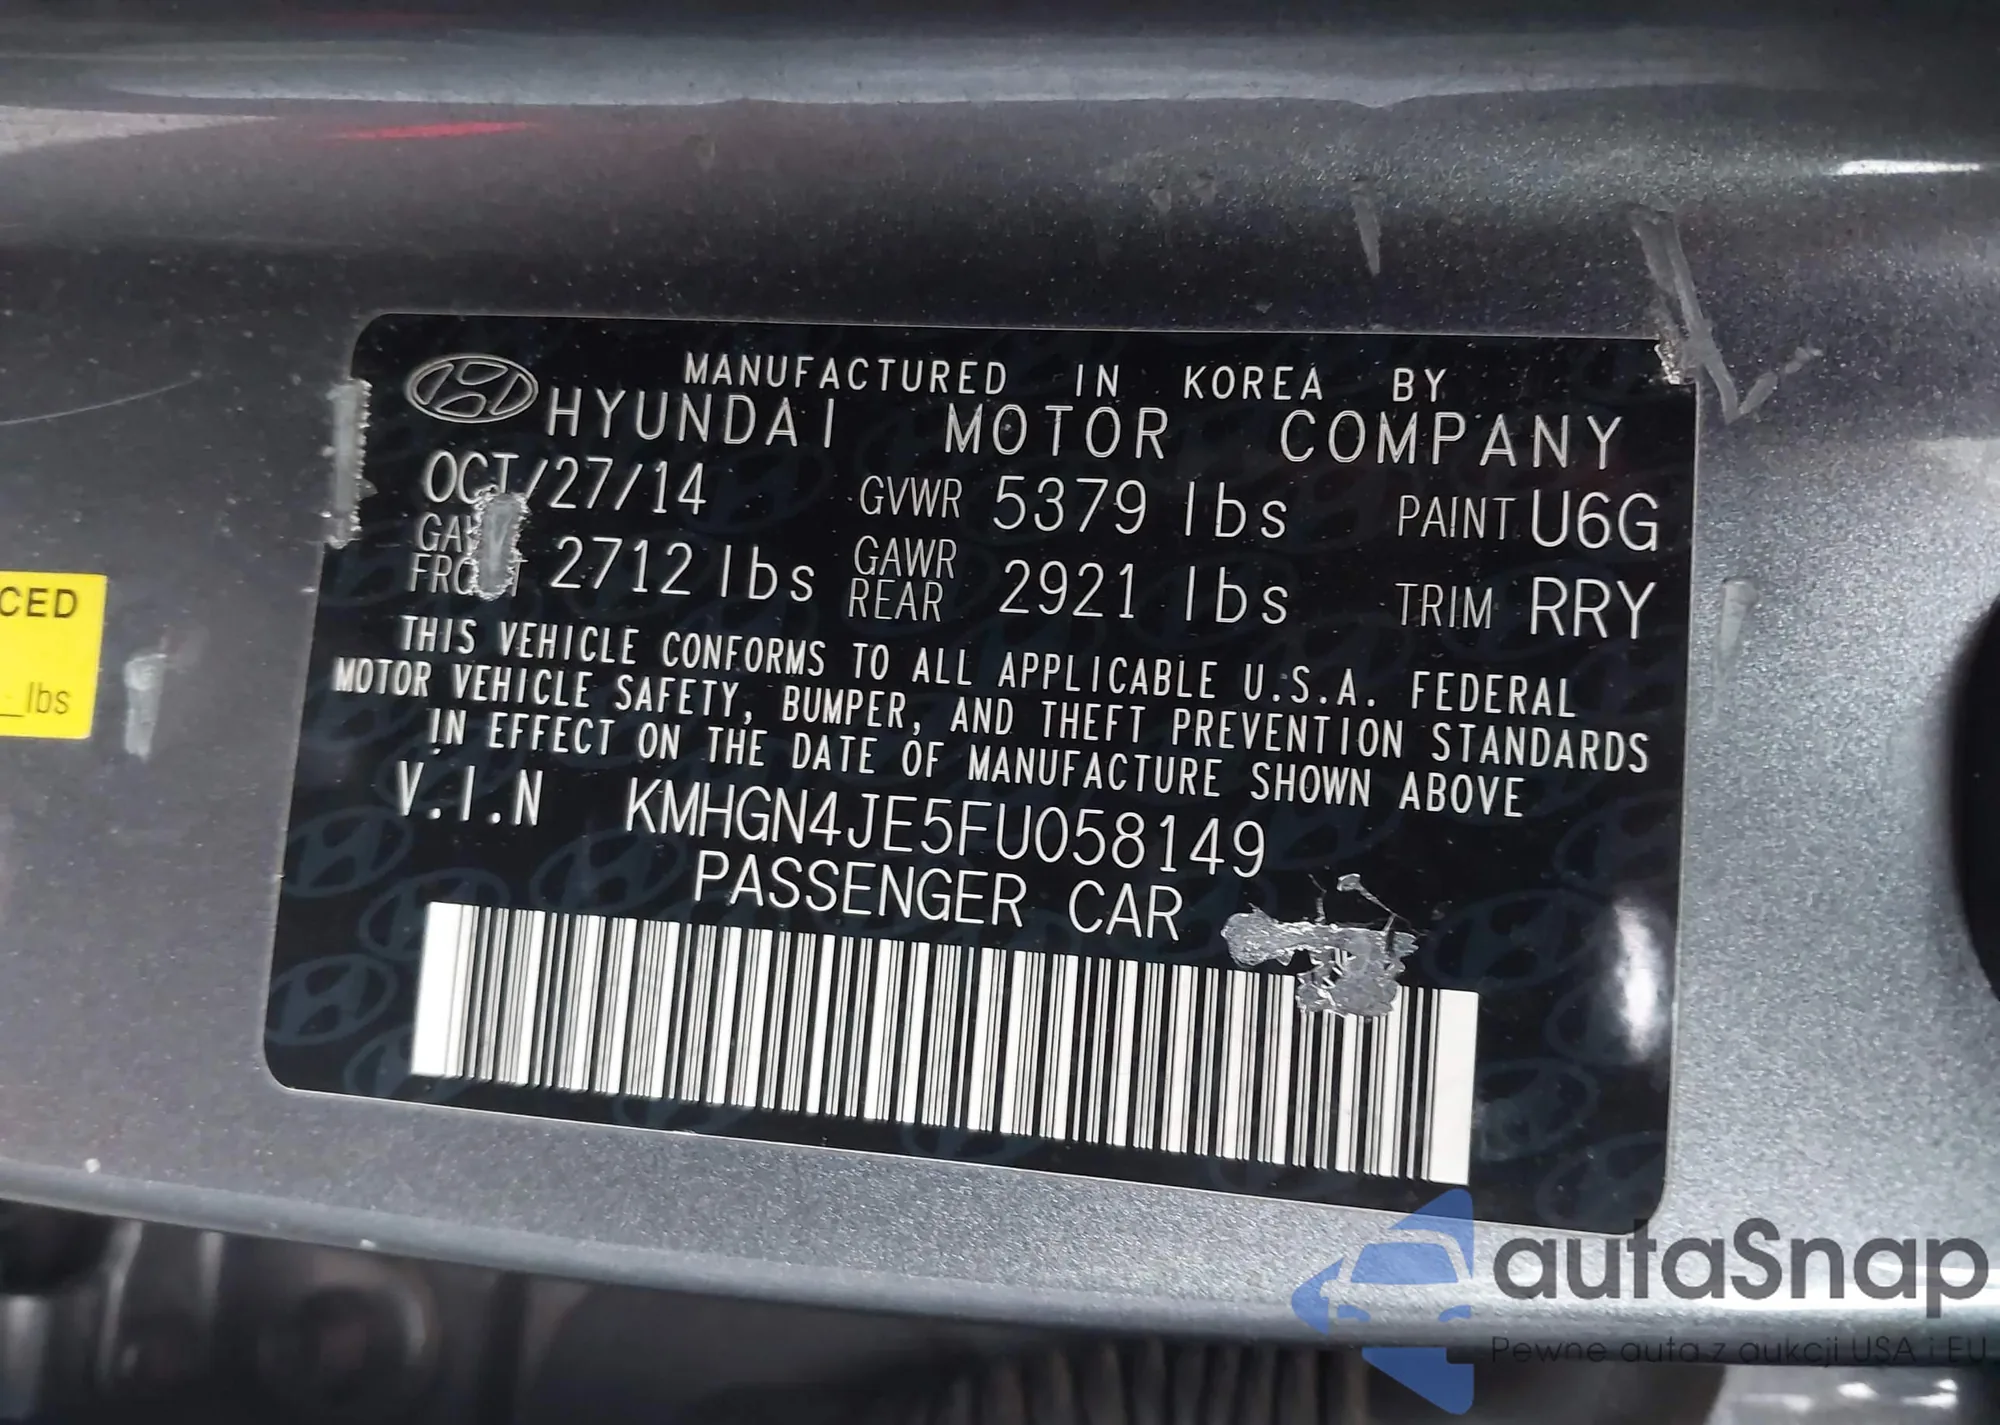 MANUFACTURED IN KOREA BY
HYUNDAI MOTOR COMPANY
OCT/27/14 GVWR 5379 lbs PAINT U6G
FRONT 2712 lbs GAWR REAR 2921 lbs TRIM RRY
THIS VEHICLE CONFORMS TO ALL APPLICABLE U.S.A. FEDERAL
MOTOR VEHICLE SAFETY, BUMPER, AND THEFT PREVENTION STANDARDS
IN EFFECT ON THE DATE OF MANUFACTURE SHOWN ABOVE
V.I.N KMHGN4JE5FU058149
PASSENGER CAR
CED
lbs
autaSnap
Pewne auta z aukcji USA i EU